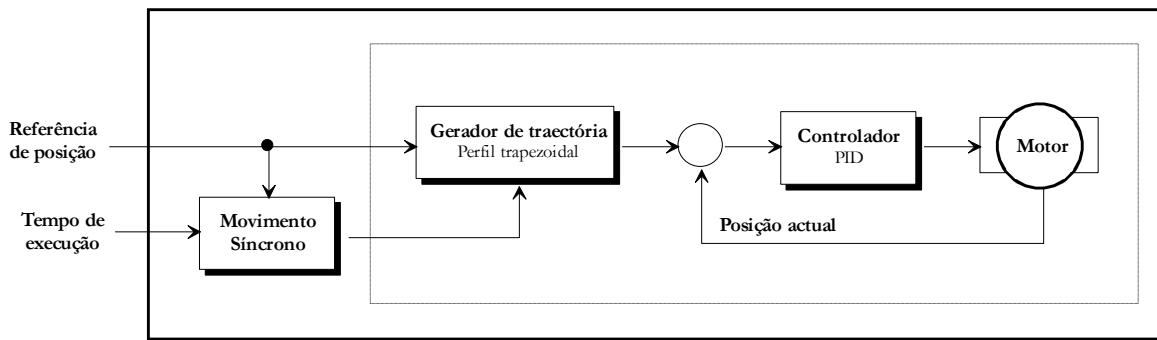 Referência
de posição
Tempo de
execução
Movimento
Síncrono
Gerador de traectória
Perfil trapezoidal
Controlador
PID
Motor
Posição actual